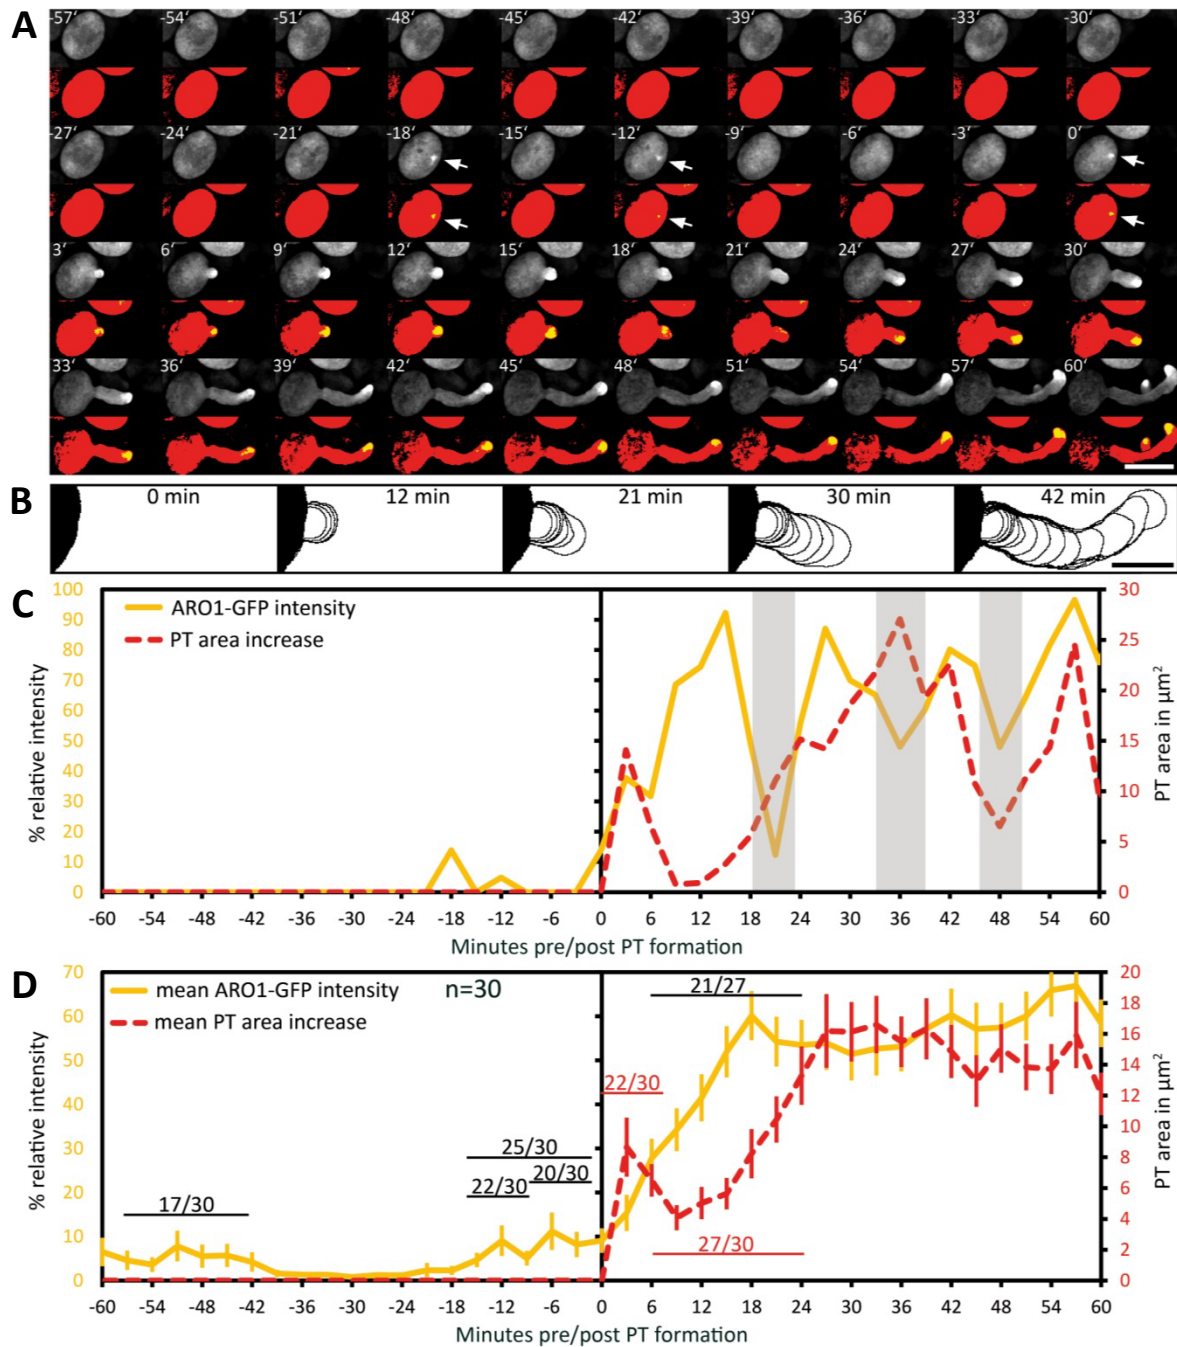 A
-57' -54' -51' -48' -45' -42' -39' -36' -33' -30'
-27' -24' -21' -18' -15' -12' -9' -6' -3' 0'
3' 6' 9' 12' 15' 18' 21' 24' 27' 30'
33' 36' 39' 42' 45' 48' 51' 54' 57' 60'
B
0 min 12 min 21 min 30 min 42 min
C
ARO1-GFP intensity
PT area increase
% relative intensity
100
90
80
70
60
50
40
30
20
10
0
PT area in µm²
30
25
20
15
10
5
0
-60 -54 -48 -42 -36 -30 -24 -18 -12 -6 0 6 12 18 24 30 36 42 48 54 60
Minutes pre/post PT formation
D
mean ARO1-GFP intensity n=30
mean PT area increase
21/27
22/30
25/30
20/30
22/30
17/30
27/30
% relative intensity
70
60
50
40
30
20
10
0
PT area in µm²
20
18
16
14
12
10
8
6
4
2
0
-60 -54 -48 -42 -36 -30 -24 -18 -12 -6 0 6 12 18 24 30 36 42 48 54 60
Minutes pre/post PT formation